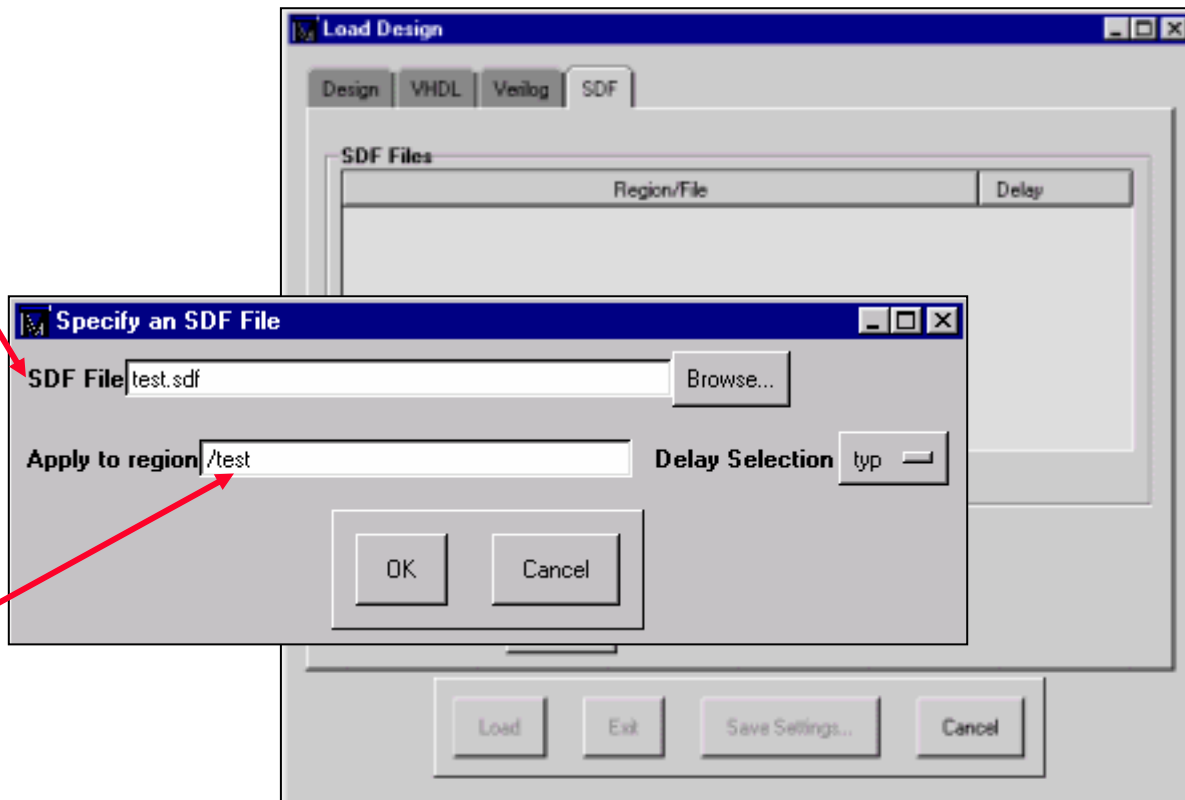 Load Design
Design VHDL Verilog SDF
SDF Files
Region/File Delay
Specify an SDF File
SDF File test.sdf Browse...
Apply to region /test Delay Selection typ
OK Cancel
Load Exit Save Settings... Cancel